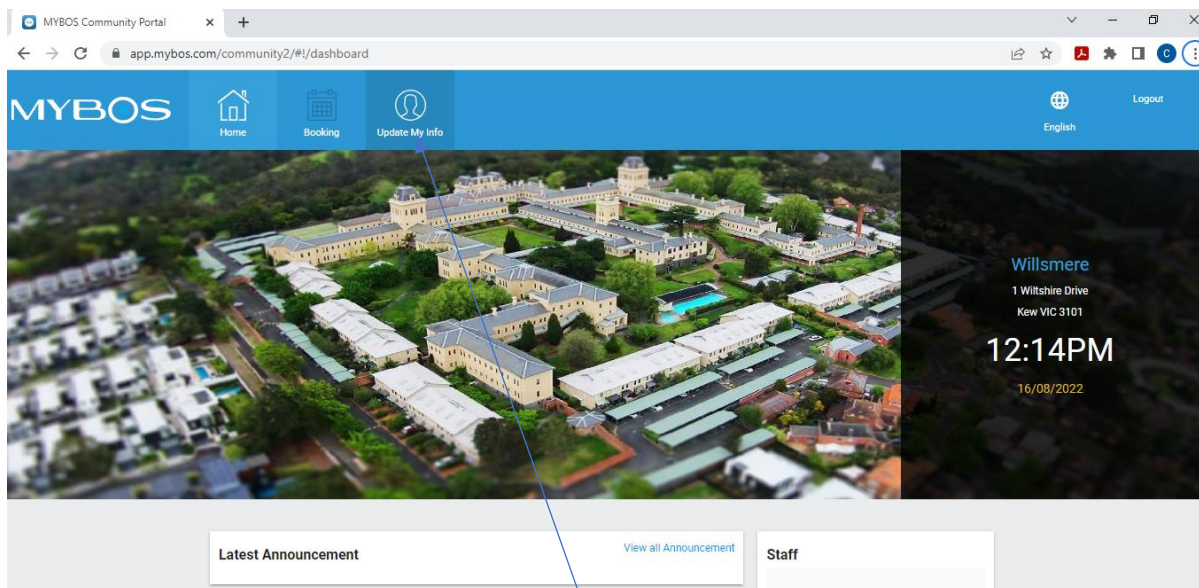 MYBOS Community Portal
app.mybos.com/community2/#!/dashboard
C
MYBOS
Home
Booking
Update My Info
English
Logout
Willsmere
1 Wiltshire Drive
Kew VIC 3101
12:14PM
16/08/2022
Latest Announcement
View all Announcement
Staff